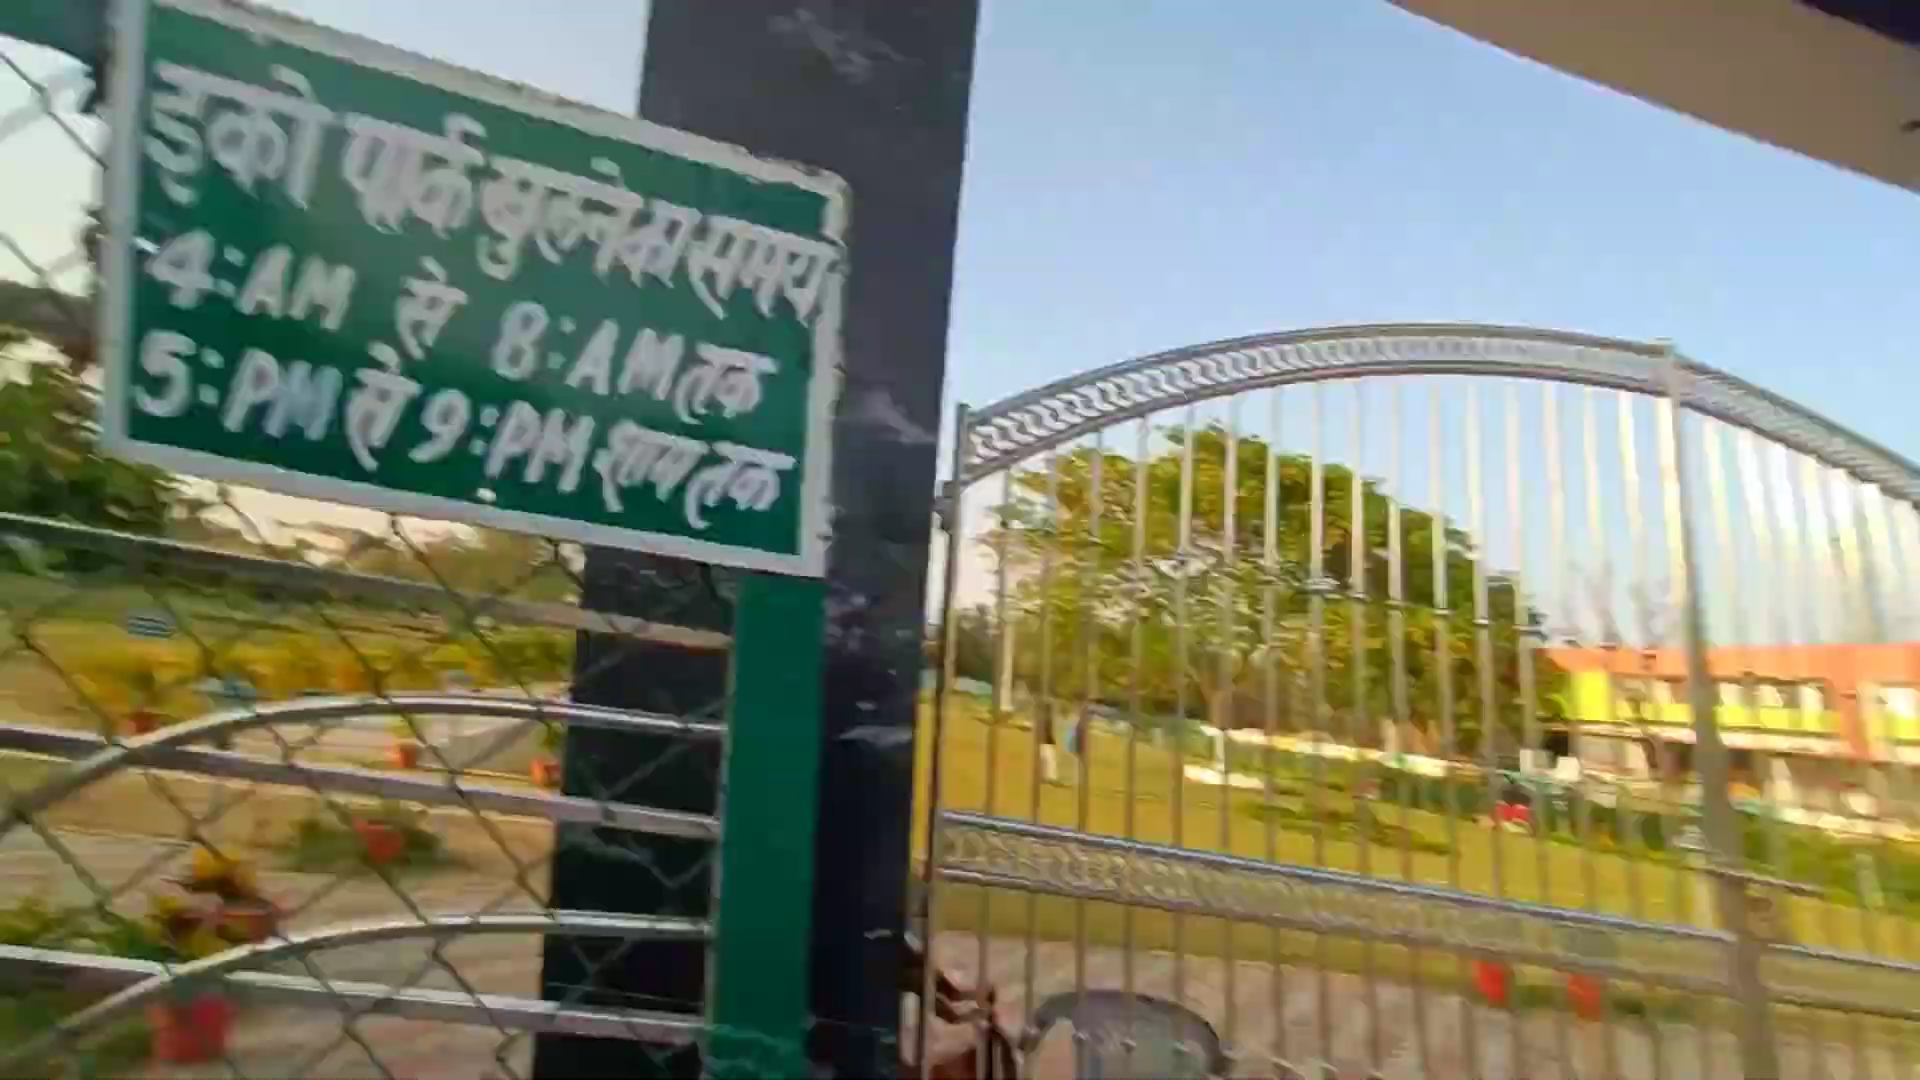 इको पार्क खुलने का समय
4:AM से 8:AM तक
5:PM से 9:PM शाम तक